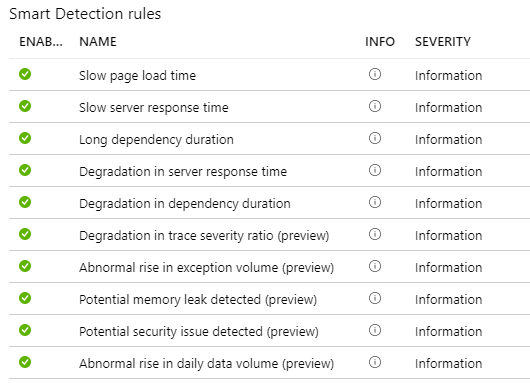 Smart Detection rules
ENAB... NAME INFO SEVERITY
Slow page load time Information
Slow server response time Information
Long dependency duration Information
Degradation in server response time Information
Degradation in dependency duration Information
Degradation in trace severity ratio (preview) Information
Abnormal rise in exception volume (preview) Information
Potential memory leak detected (preview) Information
Potential security issue detected (preview) Information
Abnormal rise in daily data volume (preview) Information